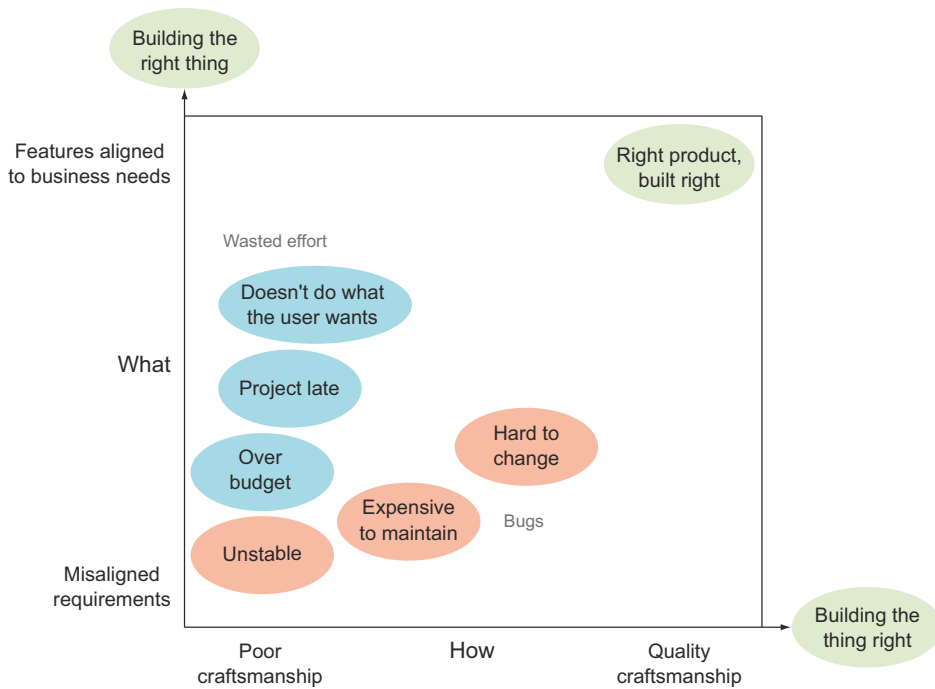 Building the
right thing
Features aligned
to business needs
Right product,
built right
Wasted effort
Doesn't do what
the user wants
What
Project late
Hard to
change
Over
budget
Expensive
to maintain
Bugs
Unstable
Misaligned
requirements
Building the
thing right
Poor
craftsmanship
How
Quality
craftsmanship